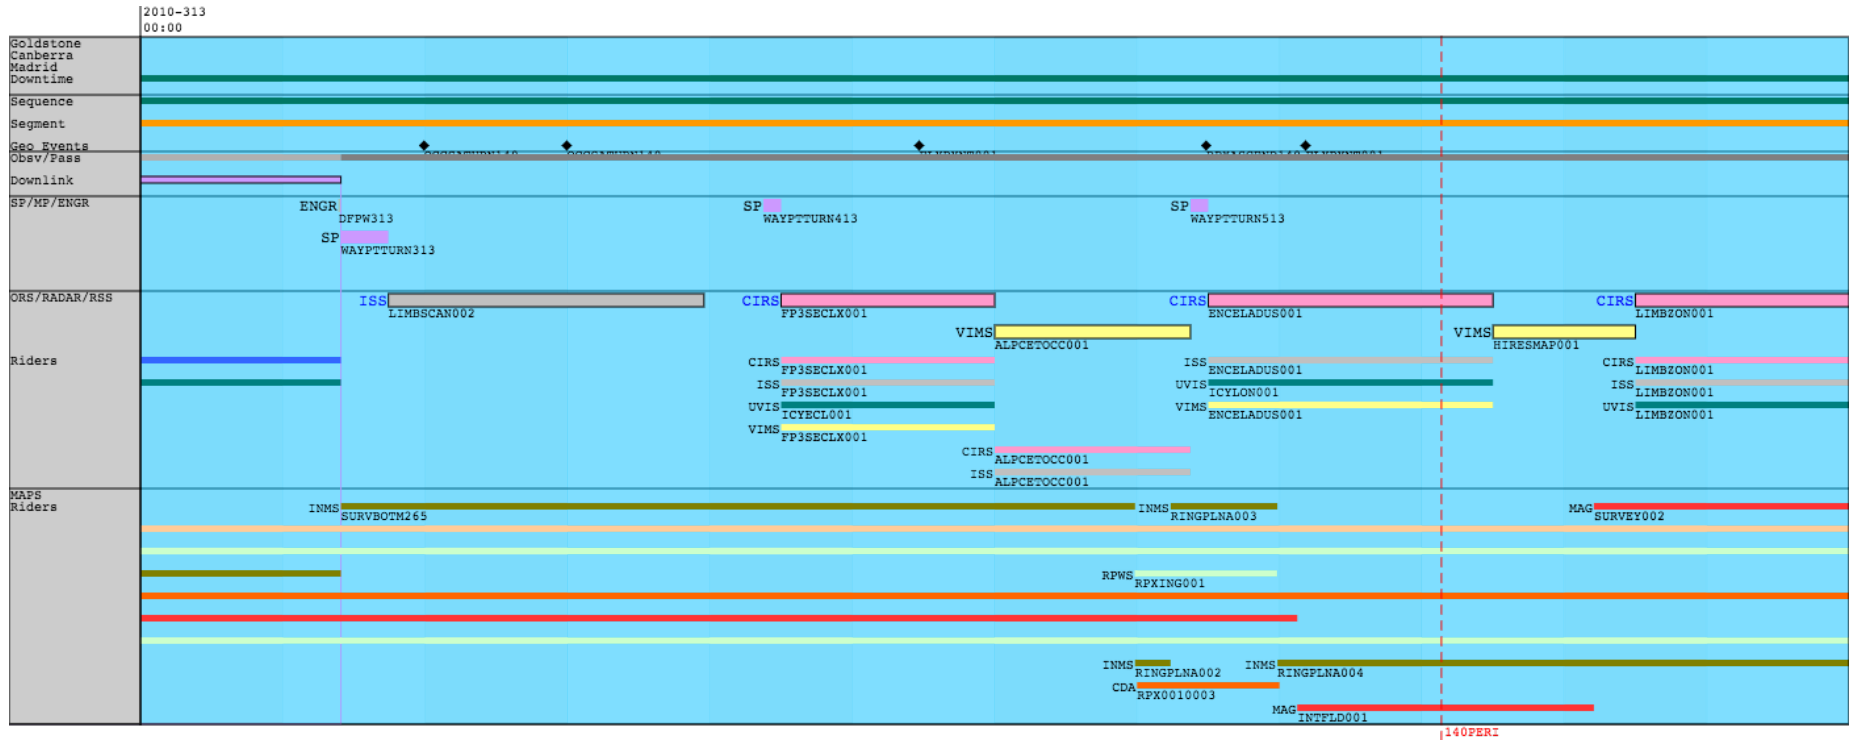 2010-313
00:00
Goldstone
Canberra
Madrid
Downtime
Sequence
Segment
Geo Events
Obsv/Pass
Downlink
SP/MP/ENGR
ENGR
DFPW313
SP
WAYPTTURN413
SP
WAYPTTURN513
SP
WAYPTTURN313
ORS/RADAR/RSS
ISS
LIMBSCAN002
CIRS
FP3SECLX001
CIRS
ENCELADUS001
CIRS
LIMBZON001
VIMS
ALPCETOCC001
VIMS
HIRESMAP001
Riders
CIRS
FP3SECLX001
ISS
ENCELADUS001
CIRS
LIMBZON001
ISS
FP3SECLX001
UVIS
ICYLON001
ISS
LIMBZON001
UVIS
ICYECL001
VIMS
ENCELADUS001
UVIS
LIMBZON001
VIMS
FP3SECLX001
CIRS
ALPCETOCC001
ISS
ALPCETOCC001
MAPS
Riders
INMS
SURVBOTM265
INMS
RINGPLNA003
MAG
SURVEY002
RPWS
RPXING001
INMS
RINGPLNA002
INMS
RINGPLNA004
CDA
RPX0010003
MAG
INTFLD001
140PERI